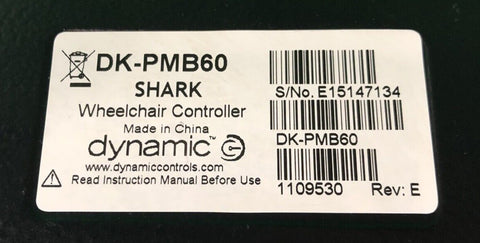 DK-PMB60
SHARK
Wheelchair Controller
Made in China
dynamic™
www.dynamiccontrols.com
Read Instruction Manual Before Use
S/No. E15147134
DK-PMB60
1109530 Rev: E